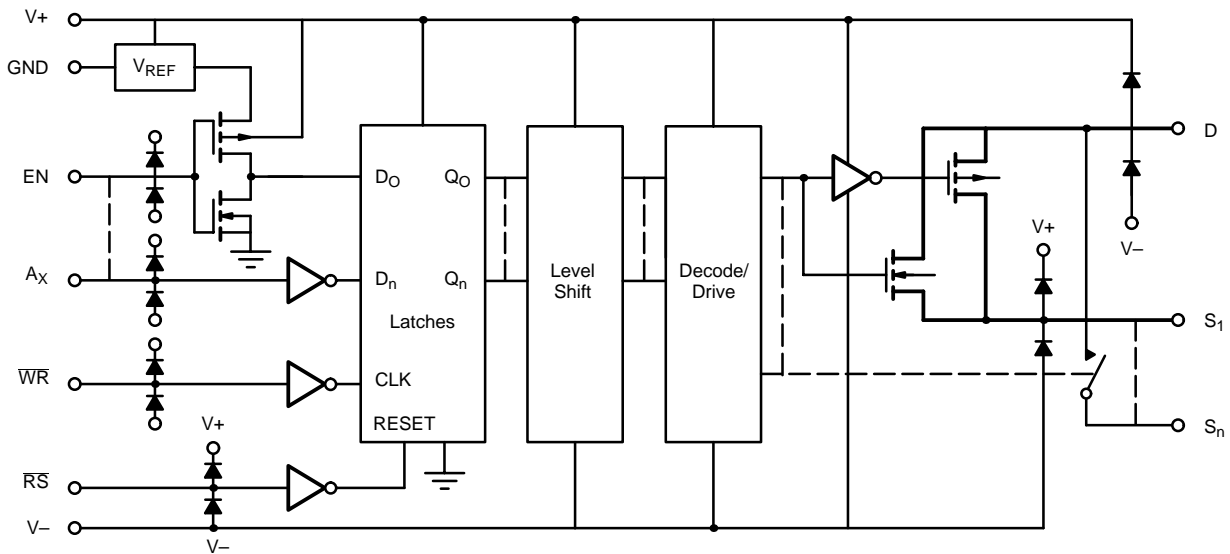 V+
GND
VREF
EN
AX
WR
RS
V–
V+
V–
DO
QO
Dn
Qn
Latches
CLK
RESET
Level
Shift
Decode/
Drive
D
V–
V+
S1
Sn